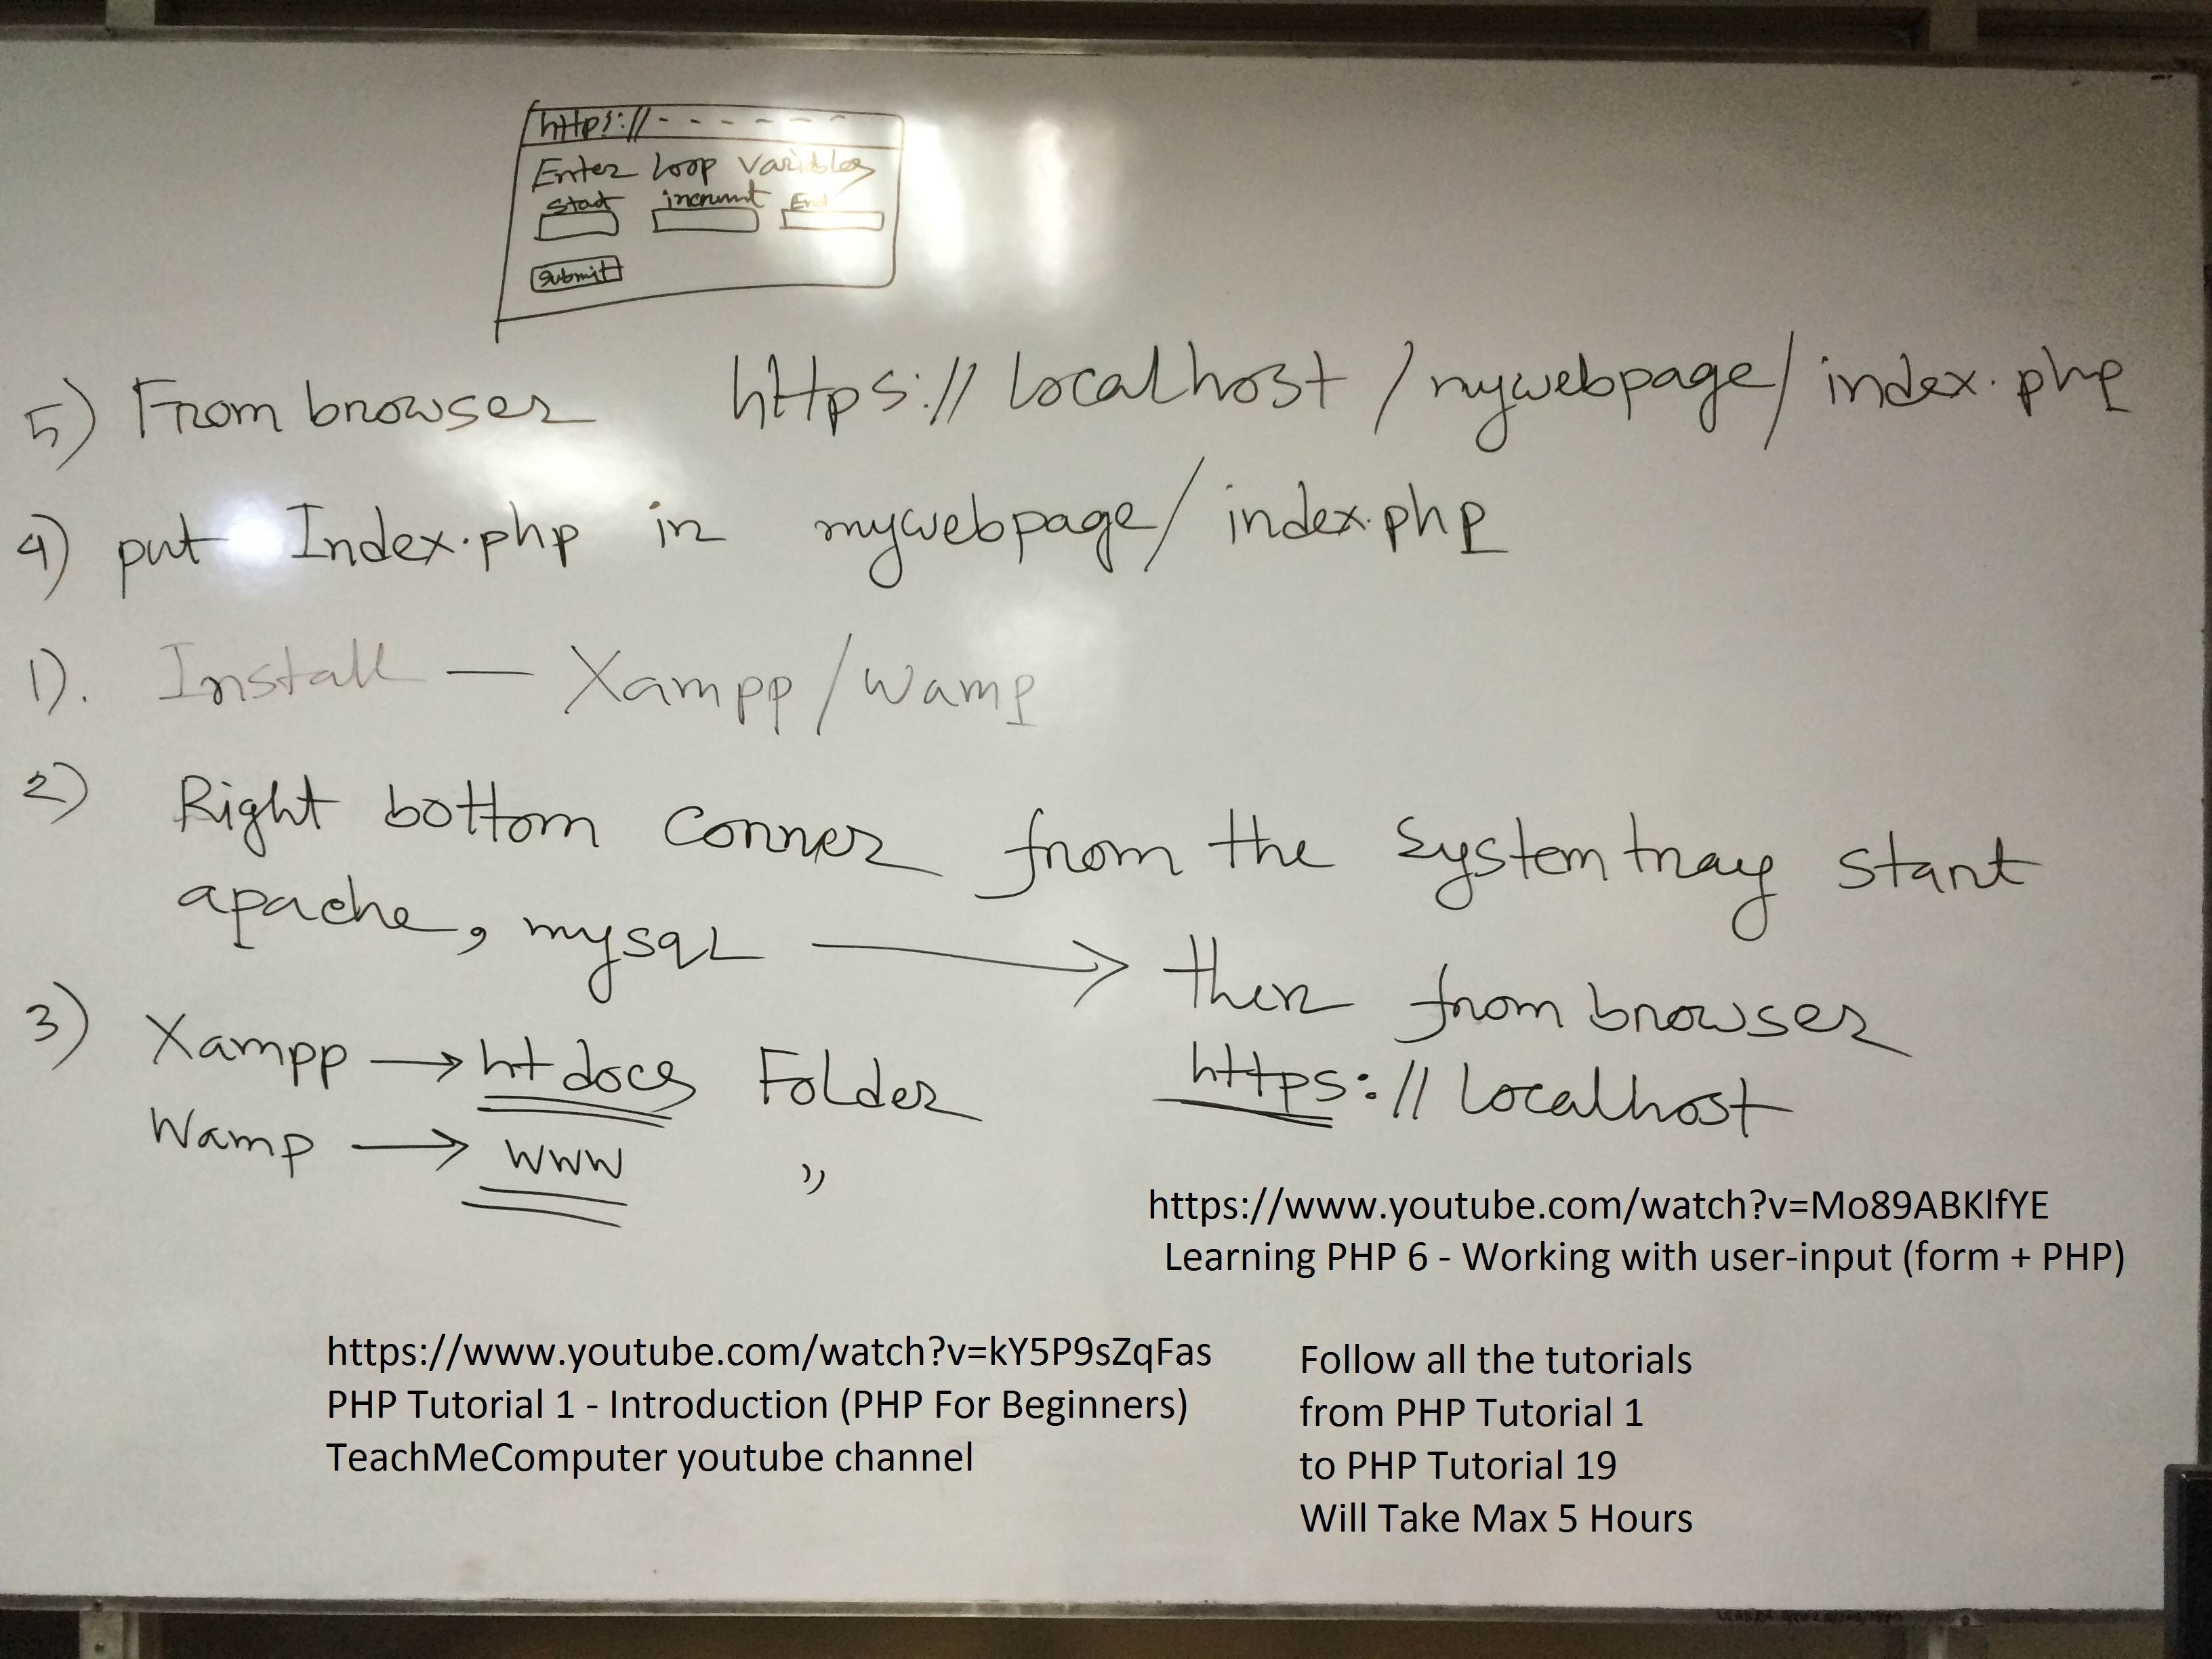 https://------
Enter Loop Variables
Start increment End
Submit
5) From browser https://localhost/mywebpage/index.php
4) put Index.php in mywebpage/index.php
1). Install — Xampp/Wamp
2) Right bottom corner from the system tray start
apache, mysqL → then from browser
https://localhost
3) Xampp → htdocs Folder
Wamp → www "
https://www.youtube.com/watch?v=Mo89ABKlfYE
Learning PHP 6 - Working with user-input (form + PHP)
https://www.youtube.com/watch?v=kY5P9sZqFas
PHP Tutorial 1 - Introduction (PHP For Beginners)
TeachMeComputer youtube channel
Follow all the tutorials
from PHP Tutorial 1
to PHP Tutorial 19
Will Take Max 5 Hours